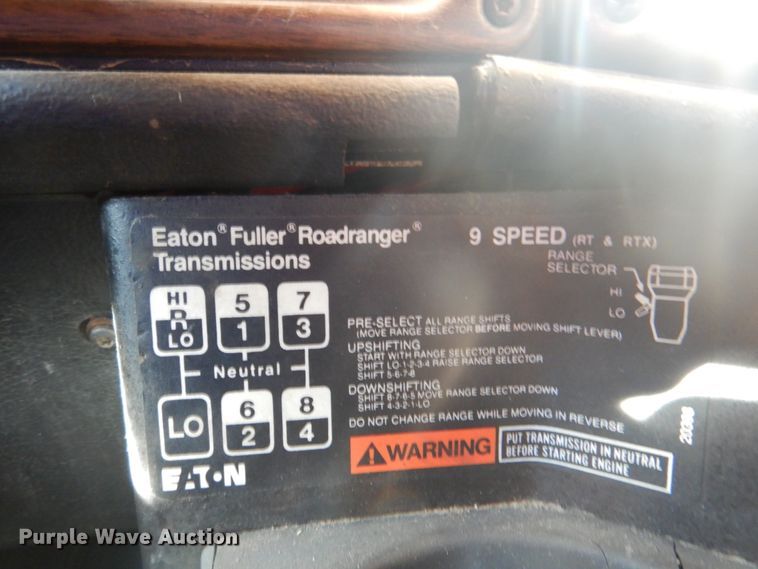 Eaton® Fuller® Roadranger® 9 SPEED (RT & RTX)
Transmissions
RANGE
SELECTOR
HI
LO
HI 5 7
R 1 3
LO
Neutral
LO 6 8
2 4
PRE-SELECT ALL RANGE SHIFTS
(MOVE RANGE SELECTOR BEFORE MOVING SHIFT LEVER)
UPSHIFTING
START WITH RANGE SELECTOR DOWN
SHIFT LO-1-2-3-4 RAISE RANGE SELECTOR
SHIFT 5-6-7-8
DOWNSHIFTING
SHIFT 8-7-6-5 MOVE RANGE SELECTOR DOWN
SHIFT 4-3-2-1-LO
DO NOT CHANGE RANGE WHILE MOVING IN REVERSE
WARNING
PUT TRANSMISSION IN NEUTRAL
BEFORE STARTING ENGINE
EATON
Purple Wave Auction®